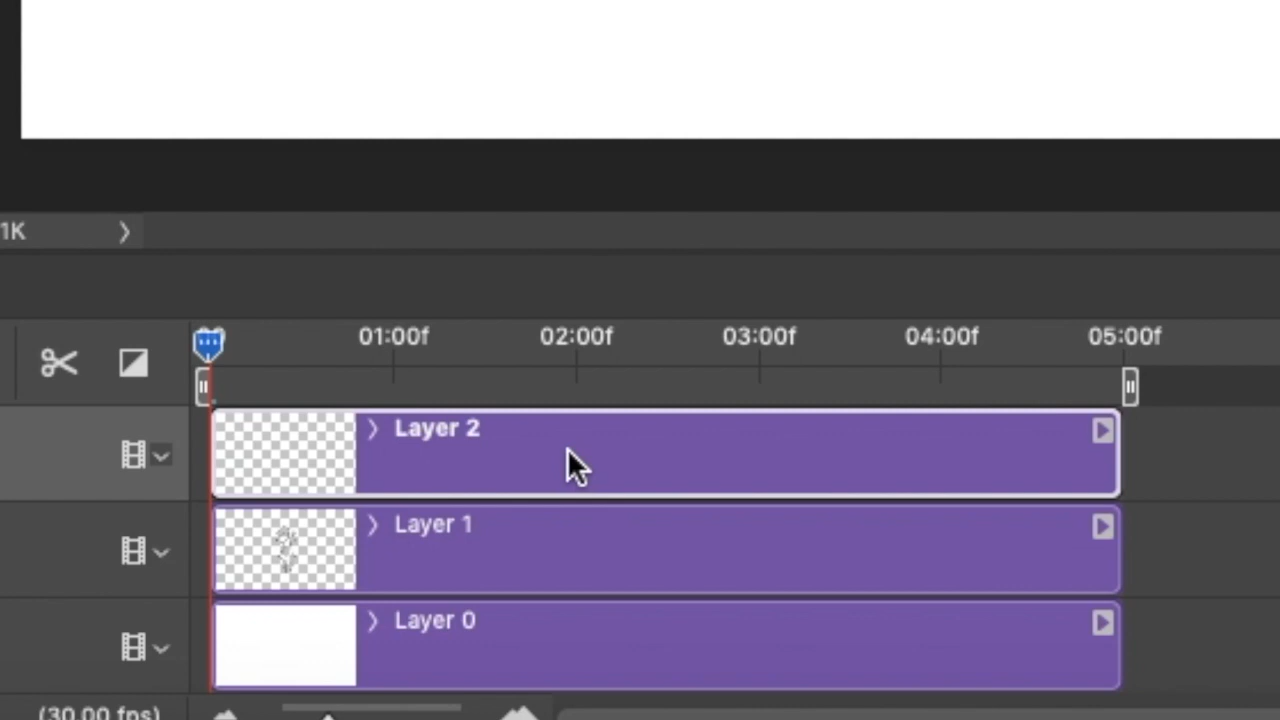 1K
01:00f 02:00f 03:00f 04:00f 05:00f
Layer 2
Layer 1
Layer 0
(30.00 fps)